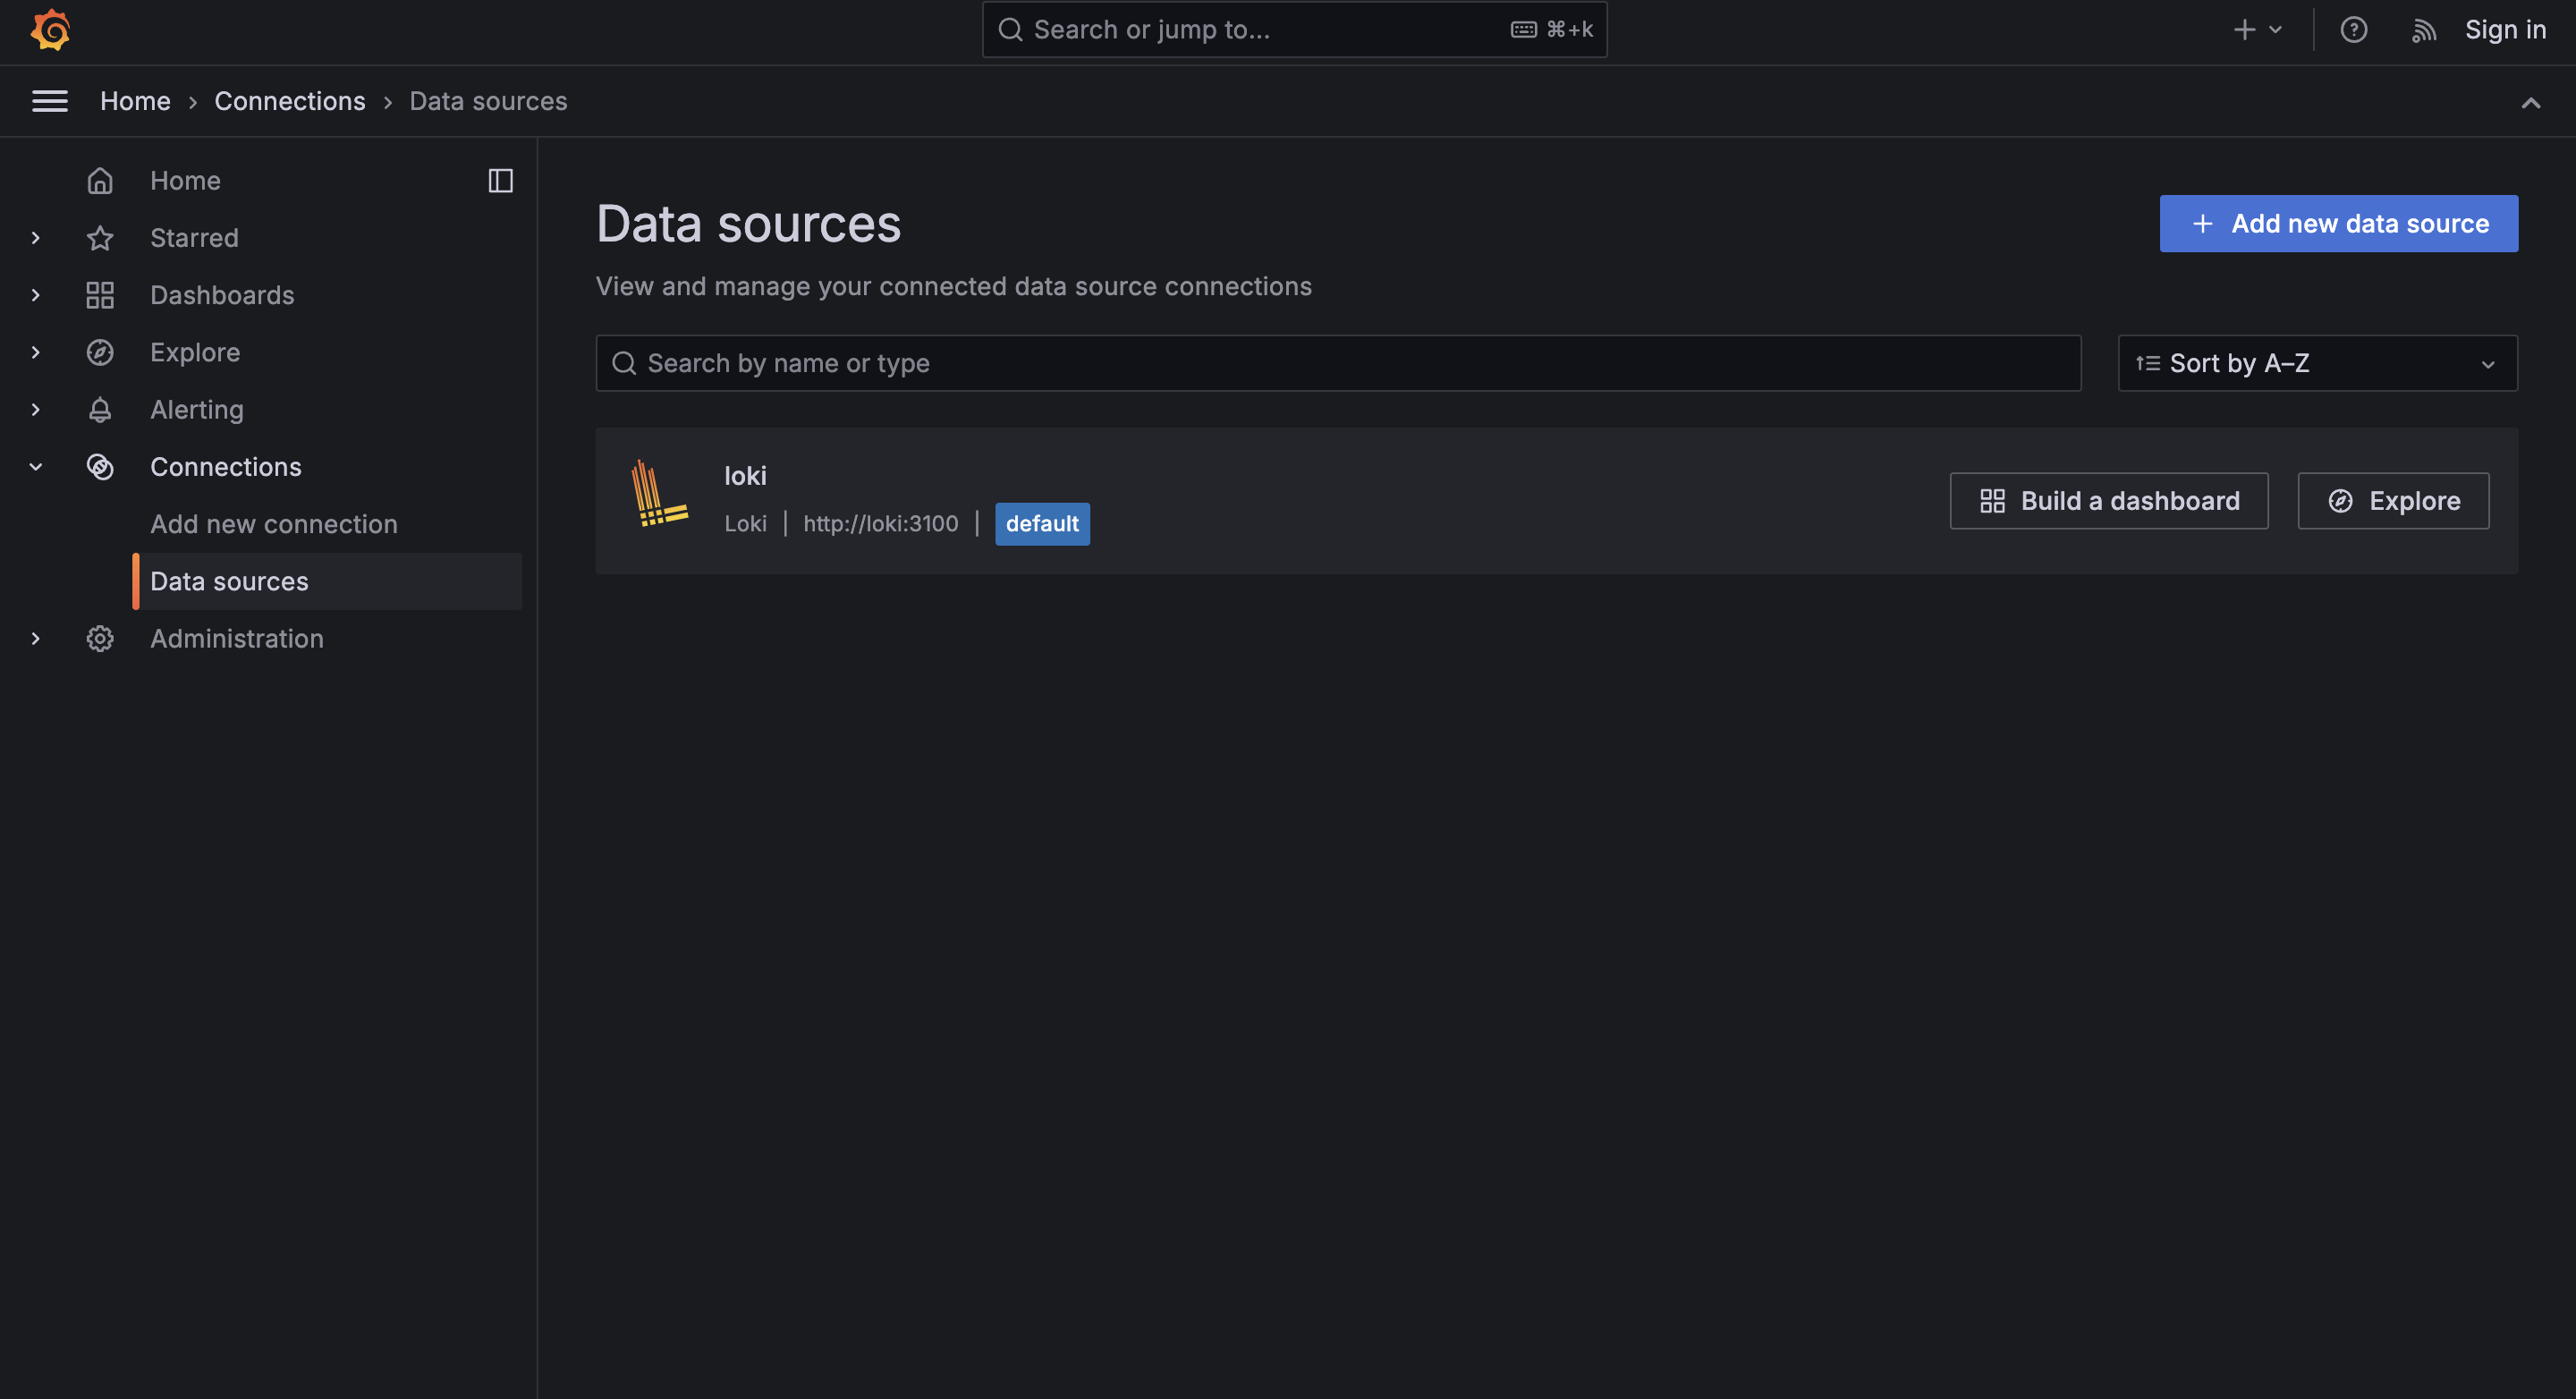 Search or jump to... ⌘+k Sign in
Home › Connections › Data sources
Home
Starred
Dashboards
Explore
Alerting
Connections
Add new connection
Data sources
Administration
Data sources
Add new data source
View and manage your connected data source connections
Search by name or type
Sort by A–Z
loki
Loki | http://loki:3100 | default
Build a dashboard
Explore